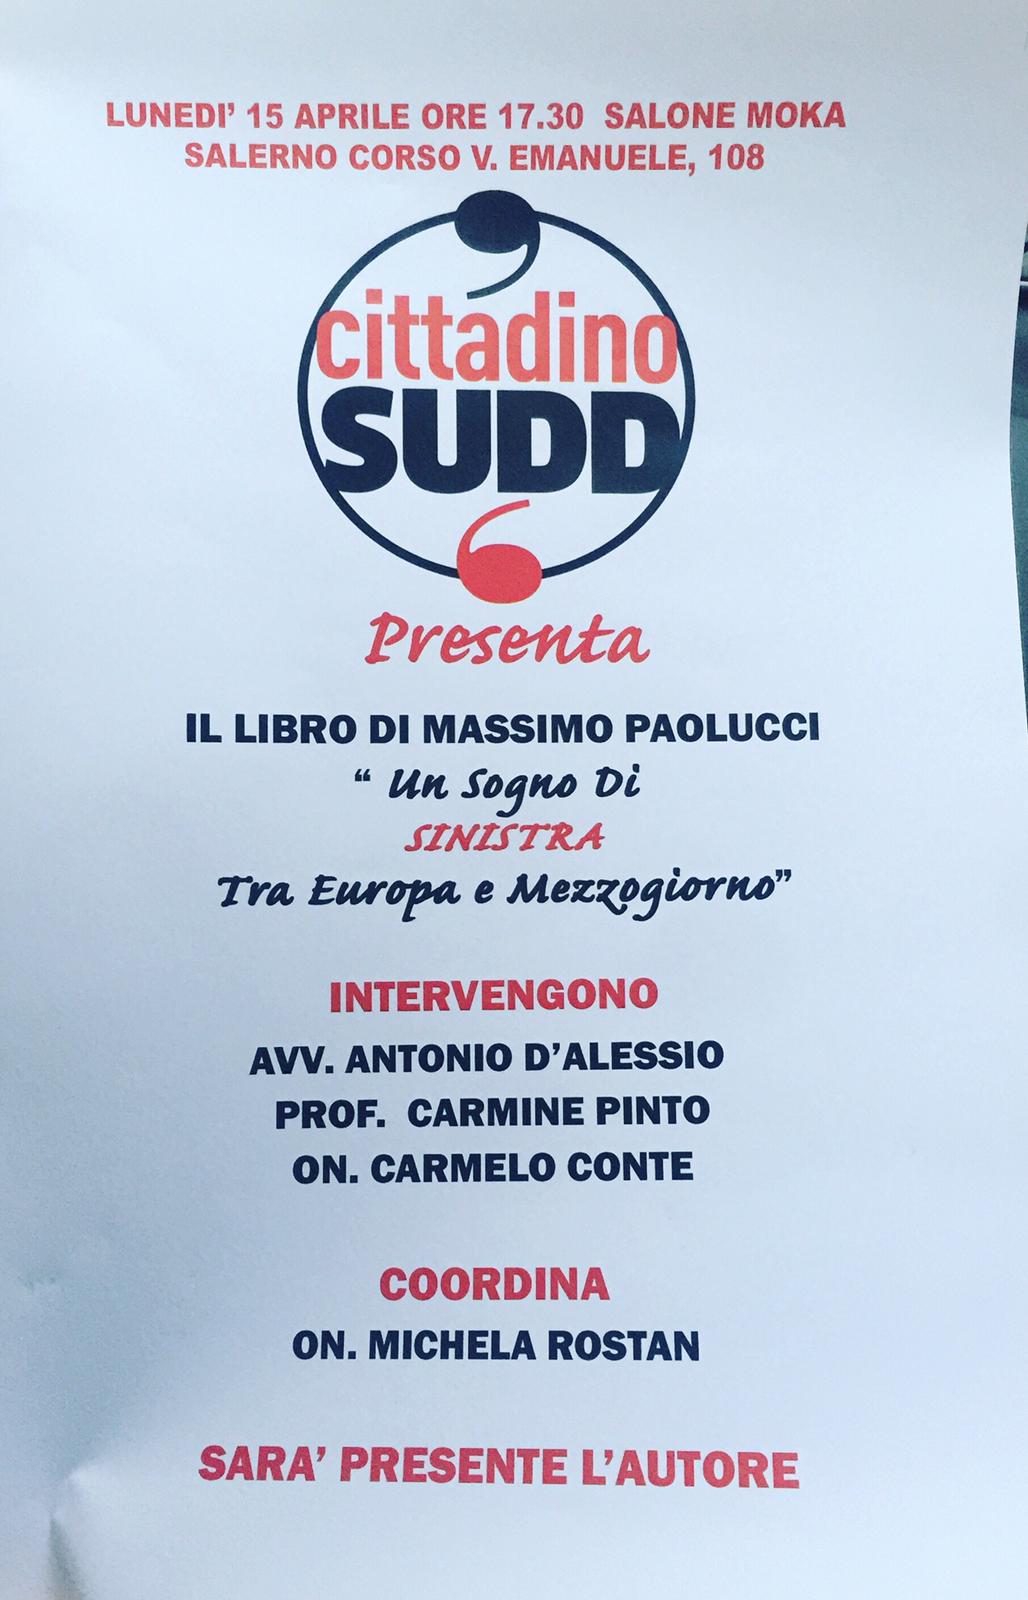 LUNEDI' 15 APRILE ORE 17.30 SALONE MOKA
SALERNO CORSO V. EMANUELE, 108
cittadino
SUDD
Presenta
IL LIBRO DI MASSIMO PAOLUCCI
“ Un Sogno Di
SINISTRA
Tra Europa e Mezzogiorno”
INTERVENGONO
AVV. ANTONIO D'ALESSIO
PROF. CARMINE PINTO
ON. CARMELO CONTE
COORDINA
ON. MICHELA ROSTAN
SARA' PRESENTE L'AUTORE